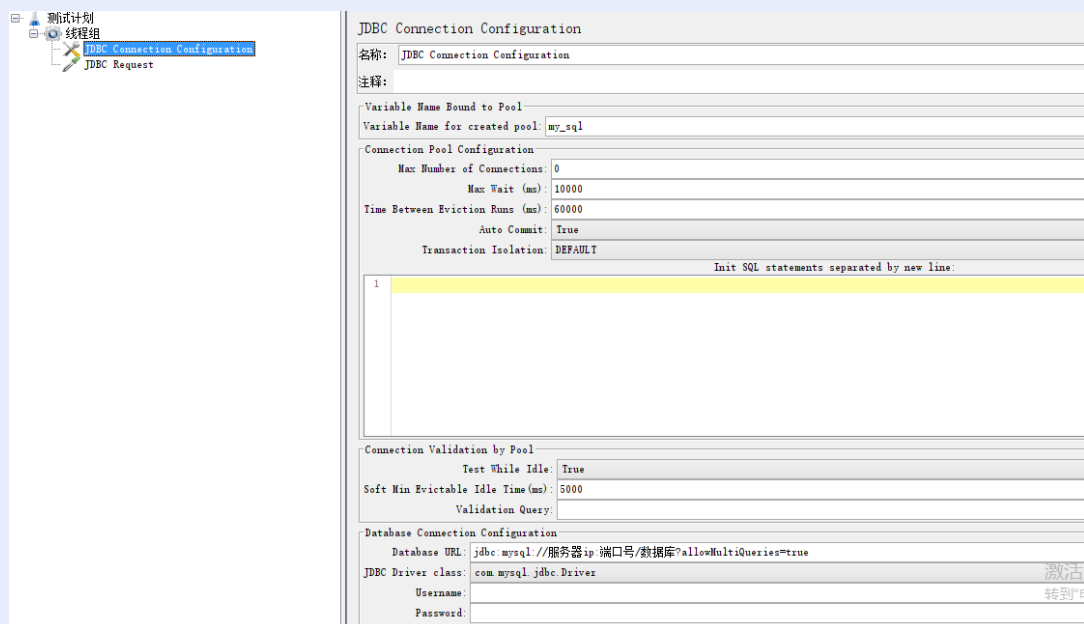 测试计划
线程组
JDBC Connection Configuration
JDBC Request
JDBC Connection Configuration
名称: JDBC Connection Configuration
注释:
Variable Name Bound to Pool
Variable Name for created pool: my_sql
Connection Pool Configuration
Max Number of Connections: 0
Max Wait (ms): 10000
Time Between Eviction Runs (ms): 60000
Auto Commit: True
Transaction Isolation: DEFAULT
Init SQL statements separated by new line:
1
Connection Validation by Pool
Test While Idle: True
Soft Min Evictable Idle Time(ms): 5000
Validation Query:
Database Connection Configuration
Database URL: jdbc:mysql://服务器ip:端口号/数据库?allowMultiQueries=true
JDBC Driver class: com.mysql.jdbc.Driver
激活
Username:
转到"
Password: